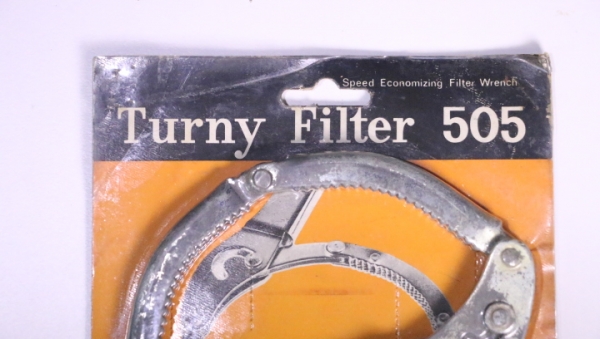 Speed Economizing Filter Wrench
Turny Filter 505